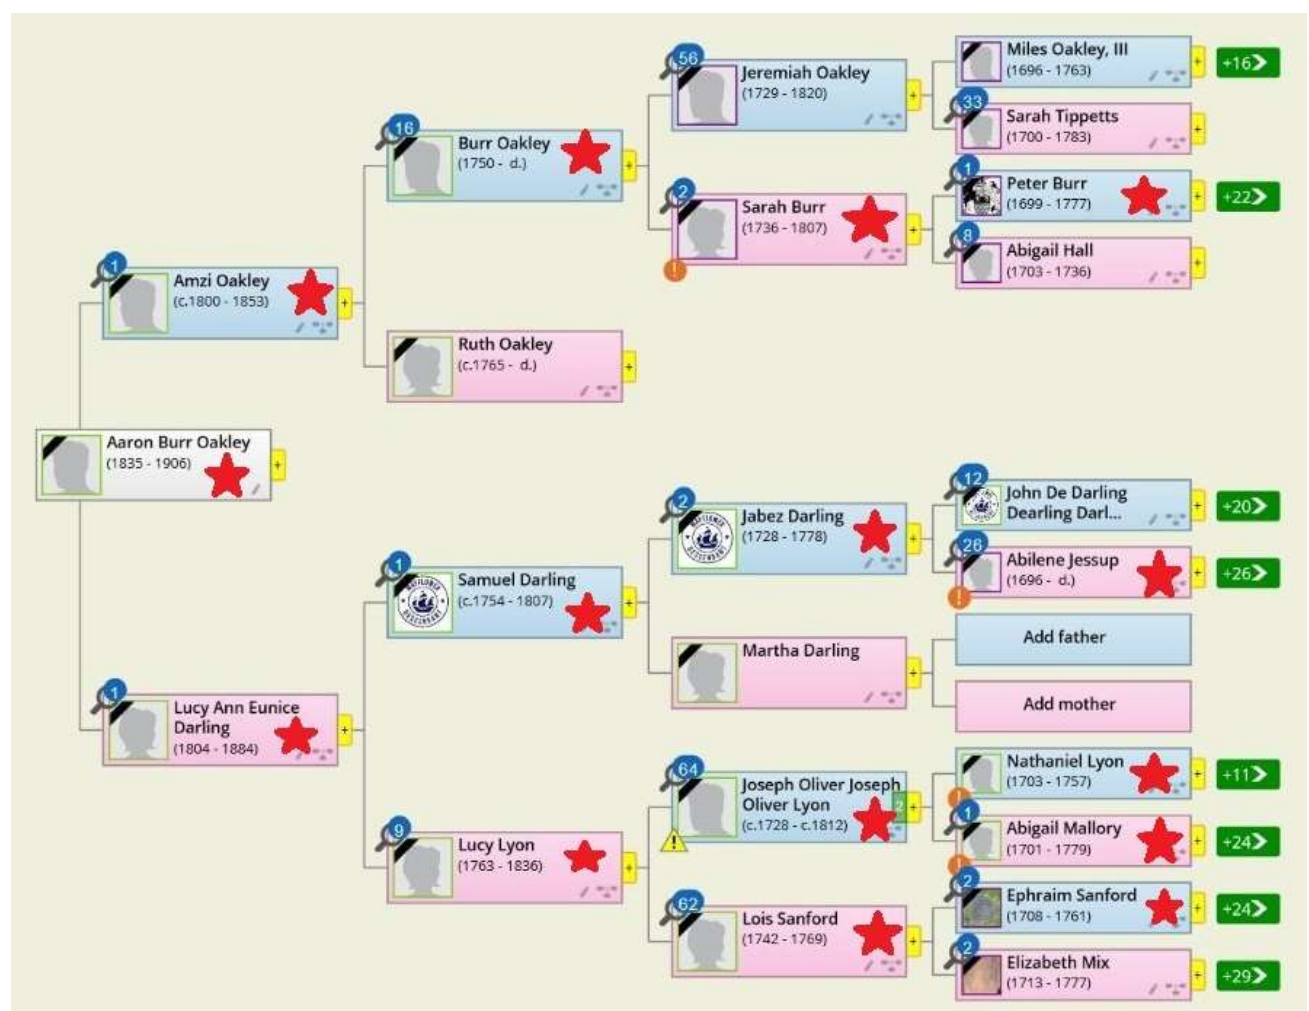 56
Jeremiah Oakley
(1729 - 1820)
+
Miles Oakley, III
(1696 - 1763)
+
+16
33
Sarah Tippetts
(1700 - 1783)
+
16
Burr Oakley
(1750 - d.)
+
2
Sarah Burr
(1736 - 1807)
+
!
1
Peter Burr
(1699 - 1777)
+
+22
8
Abigail Hall
(1703 - 1736)
+
1
Amzi Oakley
(c.1800 - 1853)
+
Ruth Oakley
(c.1765 - d.)
+
Aaron Burr Oakley
(1835 - 1906)
+
2
MAYFLOWER
DESCENDANT
Jabez Darling
(1728 - 1778)
+
12
John De Darling
Dearling Darl...
+
+20
26
Abilene Jessup
(1696 - d.)
+
+26
!
1
MAYFLOWER
DESCENDANT
Samuel Darling
(c.1754 - 1807)
+
Martha Darling
+
Add father
Add mother
1
Lucy Ann Eunice
Darling
(1804 - 1884)
+
9
Lucy Lyon
(1763 - 1836)
+
64
Joseph Oliver Joseph
Oliver Lyon
(c.1728 - c.1812)
2
+
!
Nathaniel Lyon
(1703 - 1757)
+
+11
!
1
Abigail Mallory
(1701 - 1779)
+
+24
!
62
Lois Sanford
(1742 - 1769)
+
2
Ephraim Sanford
(1708 - 1761)
+
+24
2
Elizabeth Mix
(1713 - 1777)
+
+29